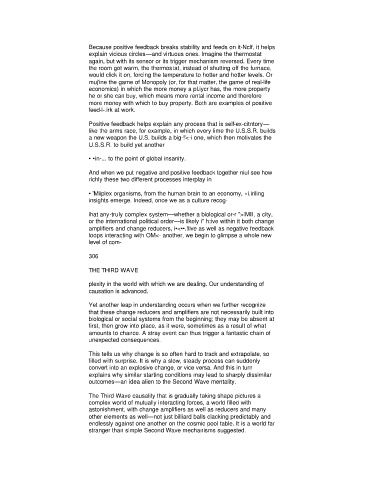 Because positive feedback breaks stability and feeds on it-Nclf, it helps
explain vicious circles—and virtuous ones. Imagine the thermostat
again, but with its sensor or its trigger mechanism reversed. Every time
the room got warm, the thermostat, instead of shutting off the furnace,
would click it on, forcing the temperature to hotter and hotter levels. Or
muj'ine the game of Monopoly (or, for that matter, the game of real-life
economics) in which the more money a pUiyor has, the more property
he or she can buy, which means more rental income and therefore
more money with which to buy property. Both are examples of positive
feed-l-.irk at work.
Positive feedback helps explain any process that is self-ex-citntory—
like the arms race, for example, in which every lime the U.S.S.R. builds
a new weapon the U.S. builds a one, which then motivates the
U.S.S.R. to build yet another
• •in-... to the point of global insanity.
And when we put negative and positive feedback together niul see how
richly these two different processes interplay in
• 'Milplex organisms, from the human brain to an economy,
insights emerge. Indeed, once we as a culture recog-
lhat any-truly complex system—whether a biological a city,
or the international political order—is likely h:tve within it both change
amplifiers and change reducers, as well as negative feedback
loops interacting with another, we begin to glimpse a whole new
level of com-
306
THE THIRD WAVE
plexity in the world with which we are dealing. Our understanding of
causation is advanced.
Yet another leap in understanding occurs when we further recognize
that these change reducers and amplifiers are not necessarily built into
biological or social systems from the beginning; they may be absent at
first, then grow into place, as it were, sometimes as a result of what
amounts to chance. A stray event can thus trigger a fantastic chain of
unexpected consequences.
This tells us why change is so often hard to track and extrapolate, so
filled with surprise. It is why a slow, steady process can suddenly
convert into an explosive change, or vice versa. And this in turn
explains why similar starting conditions may lead to sharply dissimilar
outcomes—an idea alien to the Second Wave mentality.
The Third Wave causality that is gradually taking shape pictures a
complex world of mutually interacting forces, a world filled with
astonishment, with change amplifiers as well as reducers and many
other elements as well—not just billiard balls clacking predictably and
endlessly against one another on the cosmic pool table. It is a world far
stranger than simple Second Wave mechanisms suggested.